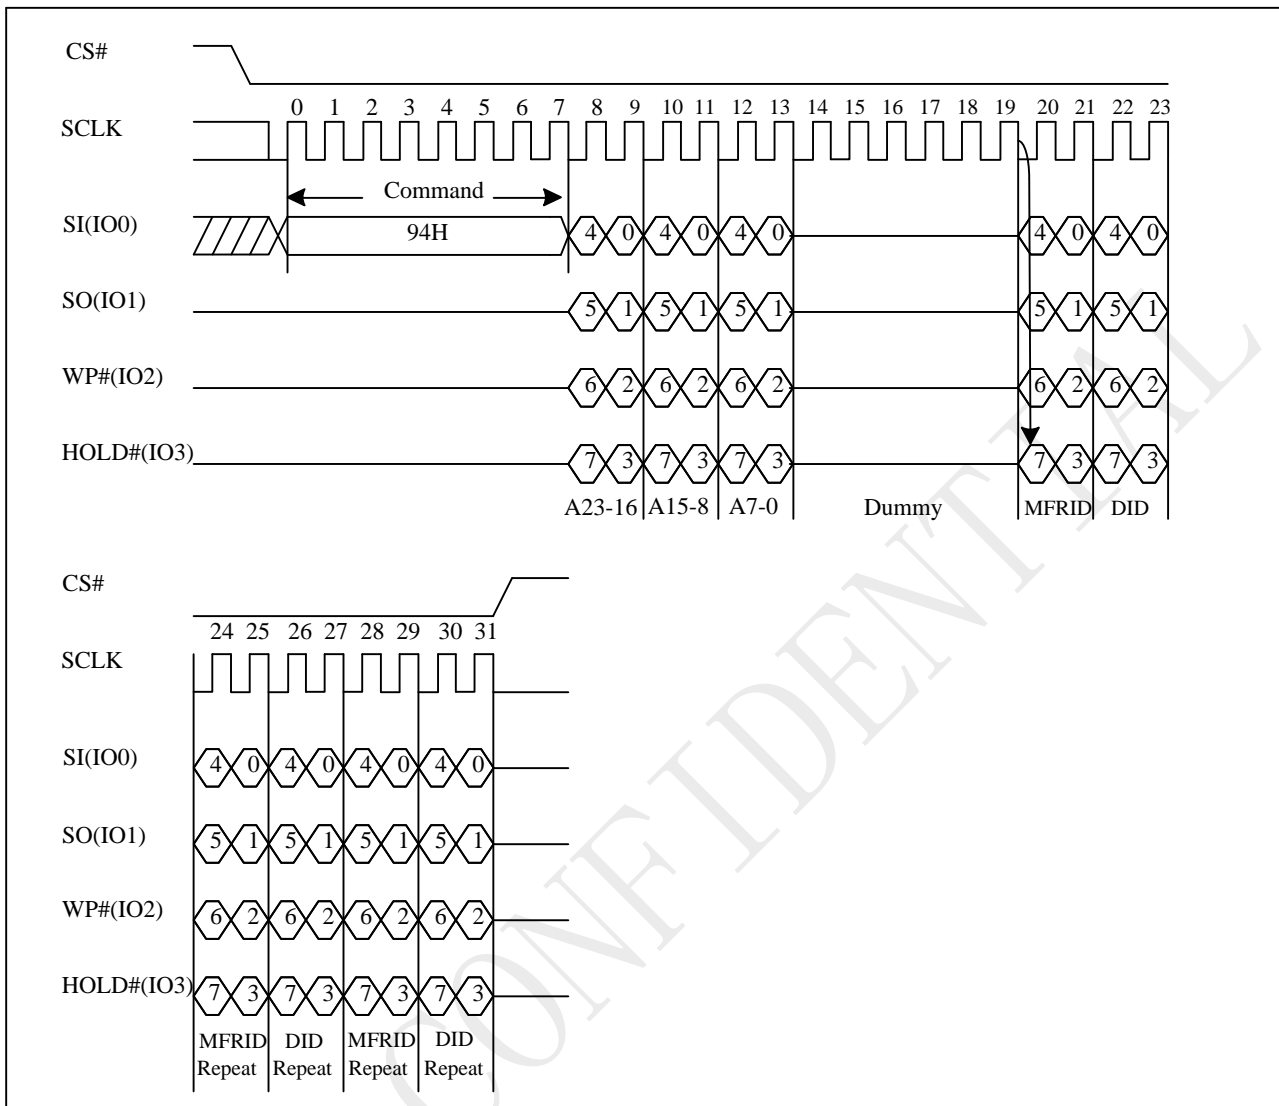 CS#
0 1 2 3 4 5 6 7 8 9 10 11 12 13 14 15 16 17 18 19 20 21 22 23
SCLK
Command
SI(IO0) 94H 4 0 4 0 4 0 4 0 4 0
SO(IO1) 5 1 5 1 5 1 5 1 5 1
WP#(IO2) 6 2 6 2 6 2 6 2 6 2
HOLD#(IO3) 7 3 7 3 7 3 7 3 7 3
A23-16 A15-8 A7-0 Dummy MFRID DID
CS#
24 25 26 27 28 29 30 31
SCLK
SI(IO0) 4 0 4 0 4 0 4 0
SO(IO1) 5 1 5 1 5 1 5 1
WP#(IO2) 6 2 6 2 6 2 6 2
HOLD#(IO3) 7 3 7 3 7 3 7 3
MFRID DID MFRID DID
Repeat Repeat Repeat Repeat
CONFIDENTIAL